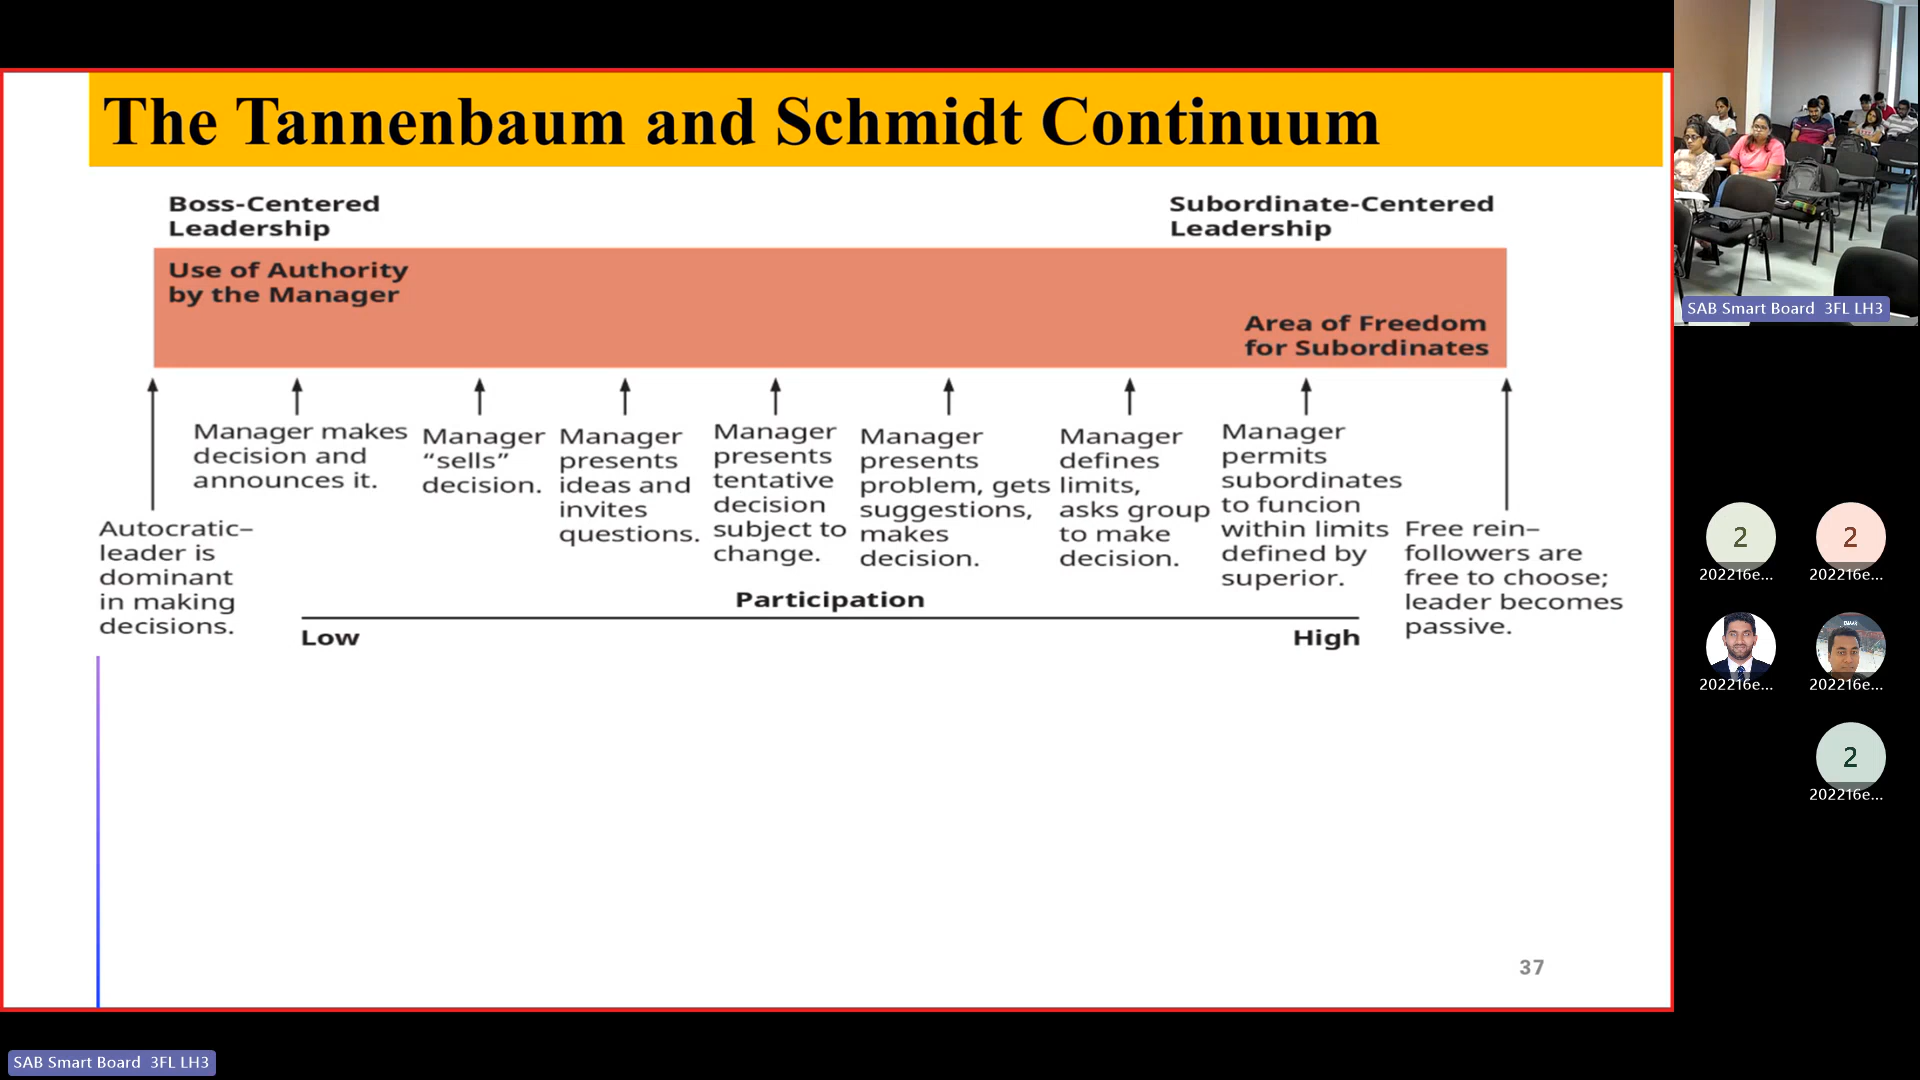 The Tannenbaum and Schmidt Continuum
Boss-Centered
Leadership
Subordinate-Centered
Leadership
Use of Authority
by the Manager
Area of Freedom
for Subordinates
Autocratic–
leader is
dominant
in making
decisions.
Manager makes
decision and
announces it.
Manager
“sells”
decision.
Manager
presents
ideas and
invites
questions.
Manager
presents
tentative
decision
subject to
change.
Manager
presents
problem, gets
suggestions,
makes
decision.
Manager
defines
limits,
asks group
to make
decision.
Manager
permits
subordinates
to funcion
within limits
defined by
superior.
Free rein–
followers are
free to choose;
leader becomes
passive.
Participation
Low
High
37
SAB Smart Board 3FL LH3
SAB Smart Board 3FL LH3
2
202216e...
2
202216e...
202216e...
202216e...
2
202216e...